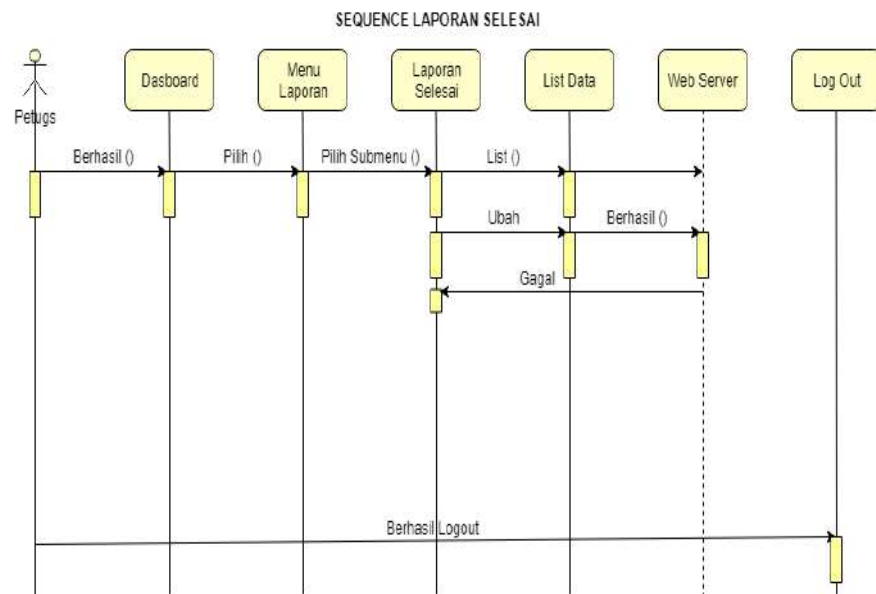 SEQUENCE LAPORAN SELESAI
Petugs
Dasboard
Menu
Laporan
Laporan
Selesai
List Data
Web Server
Log Out
Berhasil ()
Pilih ()
Pilih Submenu ()
List ()
Ubah
Berhasil ()
Gagal
Berhasil Logout